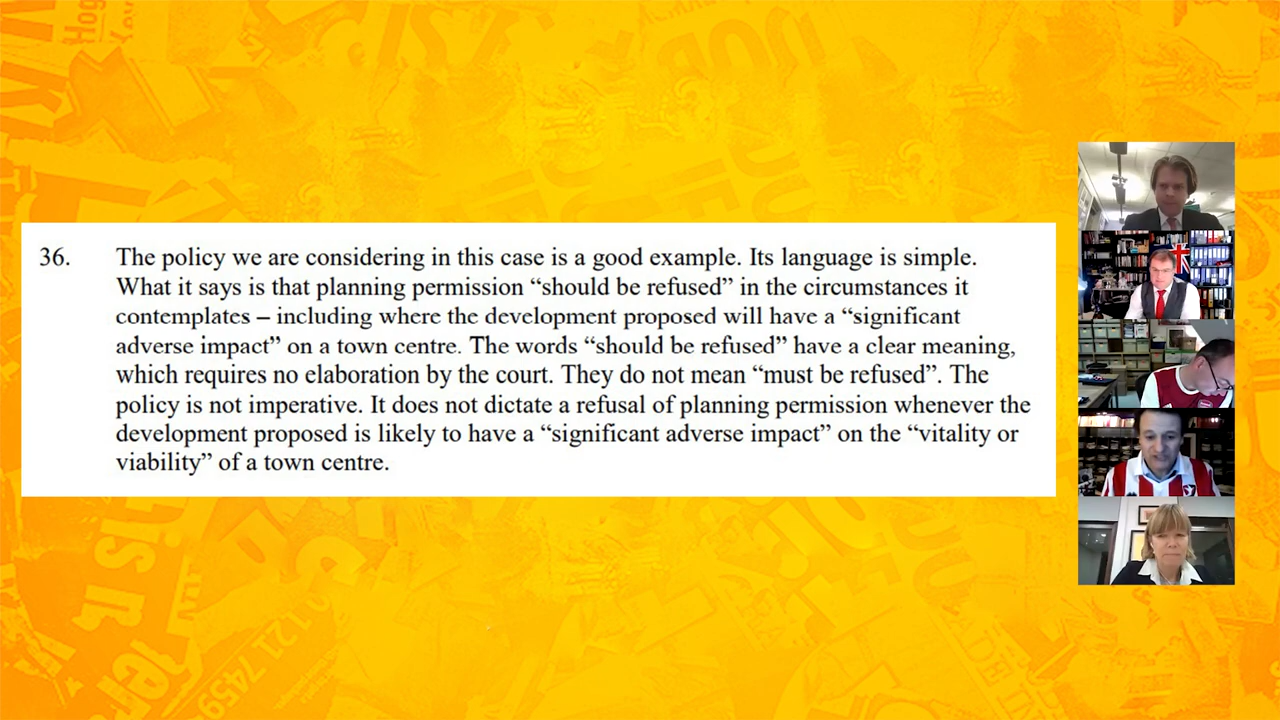 36. The policy we are considering in this case is a good example. Its language is simple.
What it says is that planning permission “should be refused” in the circumstances it
contemplates – including where the development proposed will have a “significant
adverse impact” on a town centre. The words “should be refused” have a clear meaning,
which requires no elaboration by the court. They do not mean “must be refused”. The
policy is not imperative. It does not dictate a refusal of planning permission whenever the
development proposed is likely to have a “significant adverse impact” on the “vitality or
viability” of a town centre.
121 7459